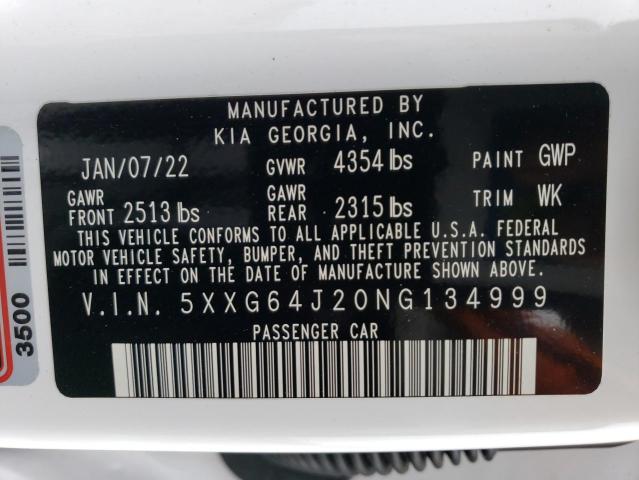 MANUFACTURED BY
KIA GEORGIA, INC.
JAN/07/22 GVWR 4354 lbs PAINT GWP
GAWR FRONT 2513 lbs GAWR REAR 2315 lbs TRIM WK
THIS VEHICLE CONFORMS TO ALL APPLICABLE U.S.A. FEDERAL
MOTOR VEHICLE SAFETY, BUMPER, AND THEFT PREVENTION STANDARDS
IN EFFECT ON THE DATE OF MANUFACTURE SHOWN ABOVE.
V.I.N. 5XXG64J20NG134999
PASSENGER CAR
3500